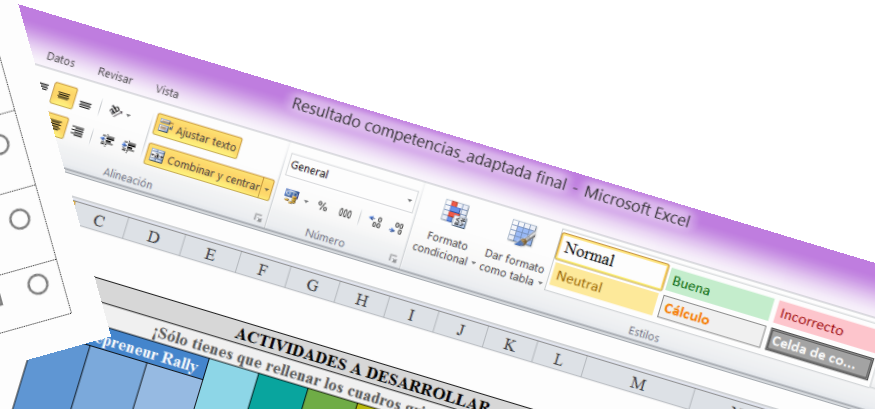 Resultado competencias_adaptada final - Microsoft Excel
Datos Revisar Vista
Ajustar texto
Combinar y centrar
Alineación
General
% 000
Número
Formato condicional
Dar formato como tabla
Normal
Buena
Incorrecto
Neutral
Cálculo
Celda de co...
Estilos
C D E F G H I J K L M
ACTIVIDADES A DESARROLLAR
¡Sólo tienes que rellenar los cuadros
Rally